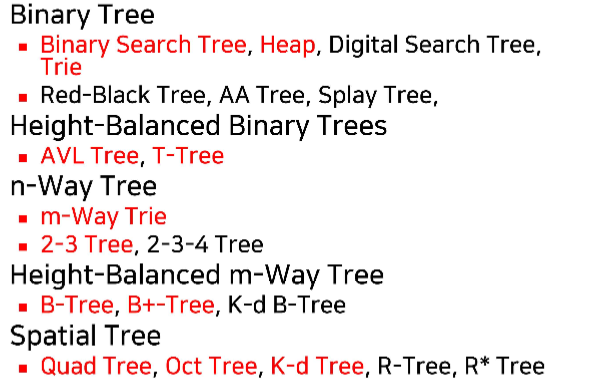 Binary Tree
▪ Binary Search Tree, Heap, Digital Search Tree,
Trie
▪ Red-Black Tree, AA Tree, Splay Tree,
Height-Balanced Binary Trees
▪ AVL Tree, T-Tree
n-Way Tree
▪ m-Way Trie
▪ 2-3 Tree, 2-3-4 Tree
Height-Balanced m-Way Tree
▪ B-Tree, B+-Tree, K-d B-Tree
Spatial Tree
▪ Quad Tree, Oct Tree, K-d Tree, R-Tree, R* Tree